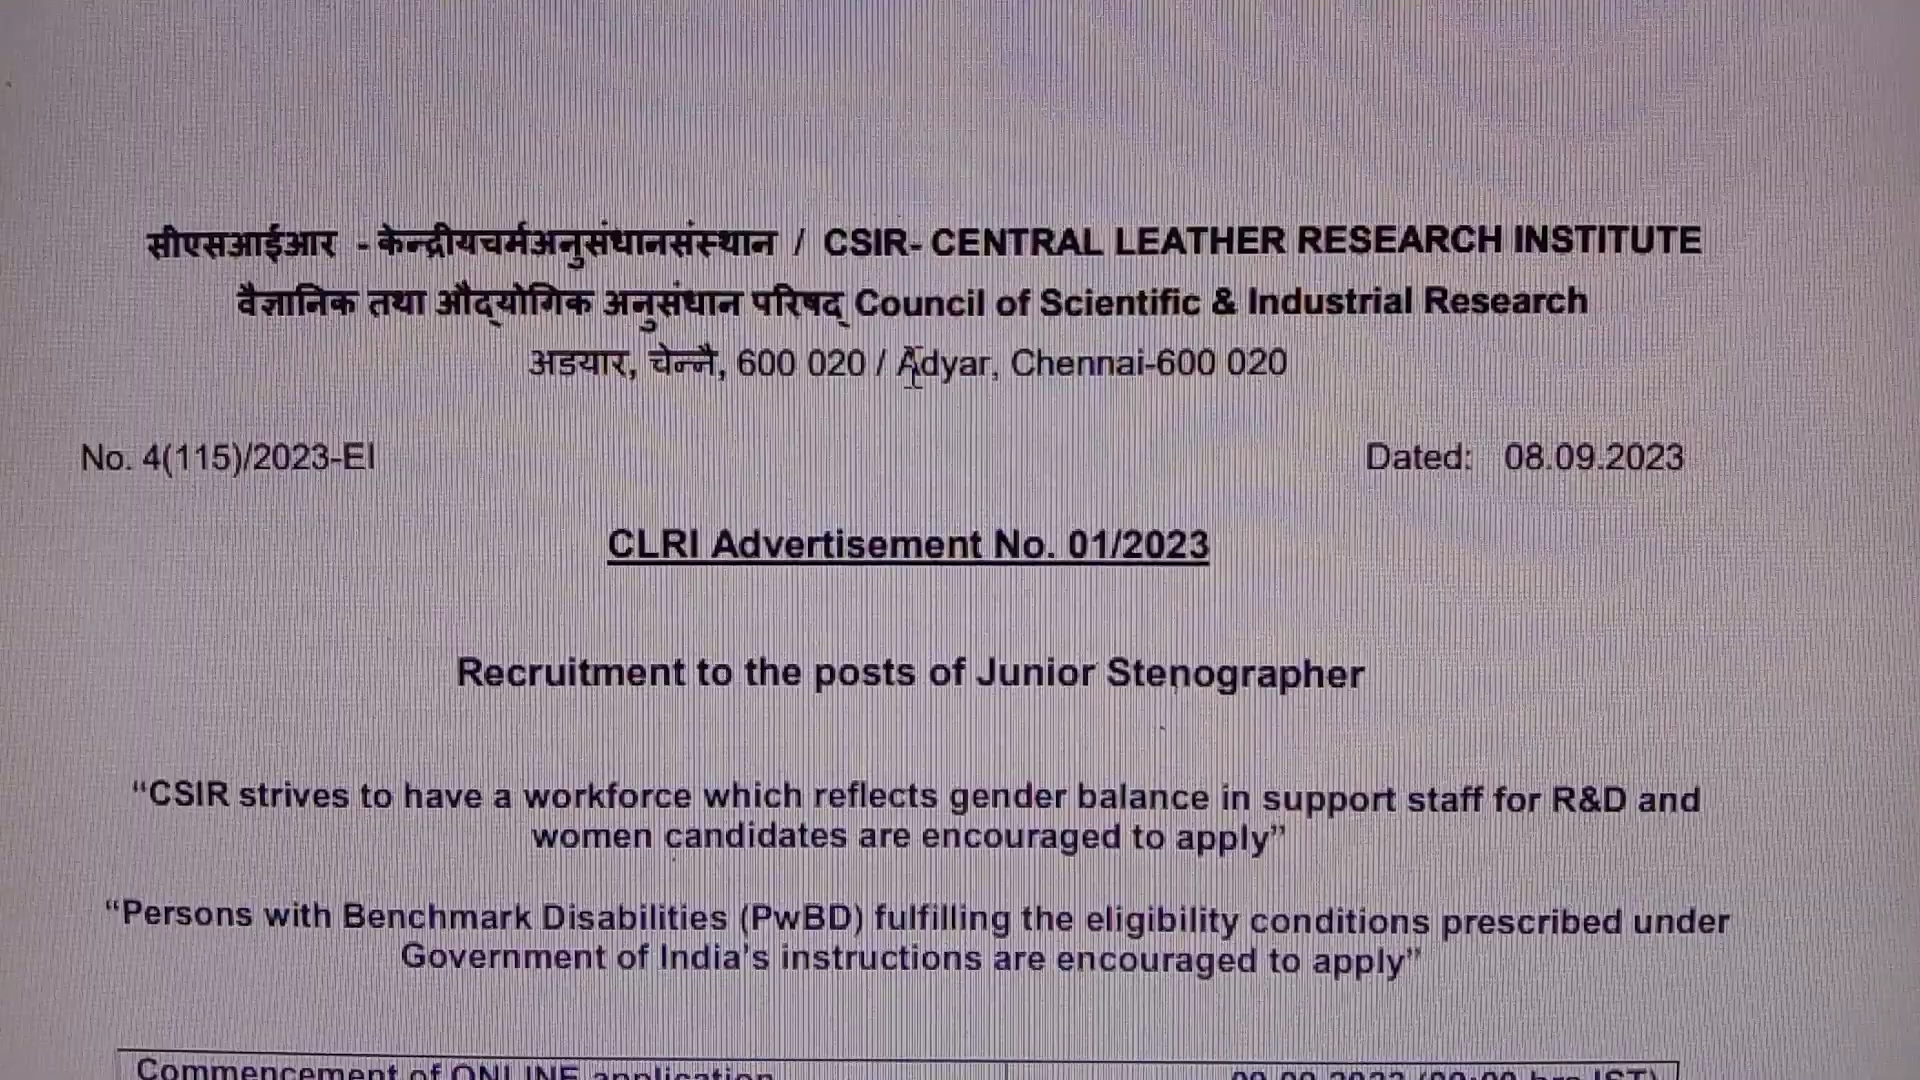 सीएसआईआर - केन्द्रीयचर्मअनुसंधानसंस्थान / CSIR- CENTRAL LEATHER RESEARCH INSTITUTE
वैज्ञानिक तथा औद्योगिक अनुसंधान परिषद् Council of Scientific & Industrial Research
अडयार, चेन्नै, 600 020 / Adyar, Chennai-600 020
No. 4(115)/2023-EI Dated: 08.09.2023
CLRI Advertisement No. 01/2023
Recruitment to the posts of Junior Stenographer
“CSIR strives to have a workforce which reflects gender balance in support staff for R&D and
women candidates are encouraged to apply”
“Persons with Benchmark Disabilities (PwBD) fulfilling the eligibility conditions prescribed under
Government of India's instructions are encouraged to apply”
Commencement of ONLINE application